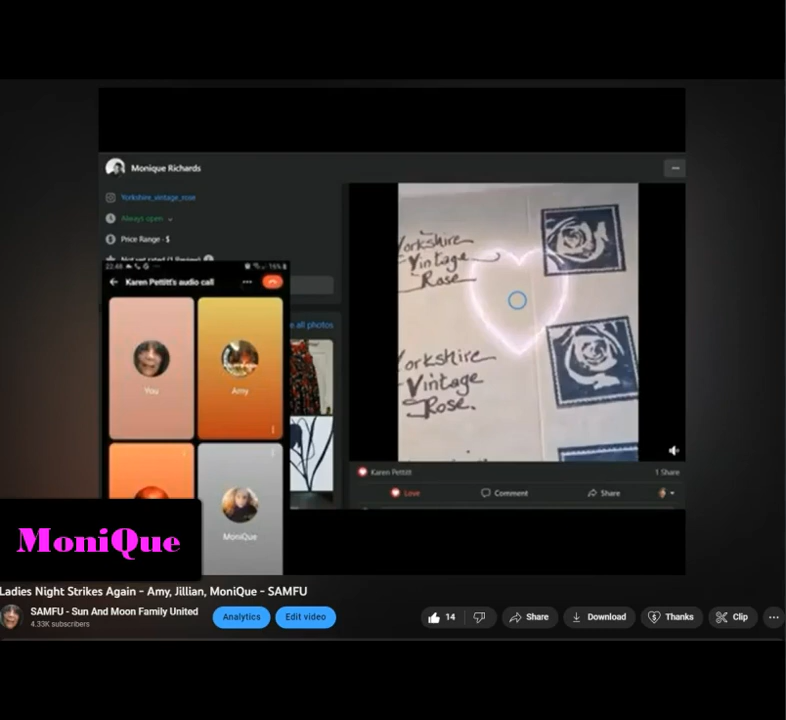 Monique Richards
Yorkshire_vintage_rose
Always open
Price Range · $
Not yet rated (1 Review)
22:48
16%
Karen Pettitt's audio call
You
Amy
MoniQue
e all photos
Yorkshire
Vintage
Rose
Yorkshire
Vintage
Rose.
Karen Pettitt
1 Share
Love
Comment
Share
MoniQue
Ladies Night Strikes Again - Amy, Jillian, MoniQue - SAMFU
SAMFU - Sun And Moon Family United
4.33K subscribers
Analytics
Edit video
14
Share
Download
Thanks
Clip